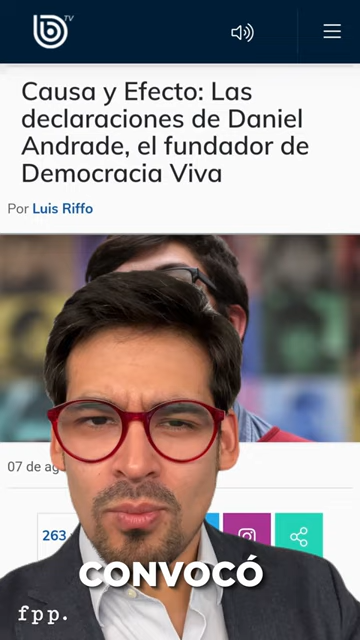 TV
Causa y Efecto: Las
declaraciones de Daniel
Andrade, el fundador de
Democracia Viva
Por Luis Riffo
07 de
263
CONVOCÓ
fpp.